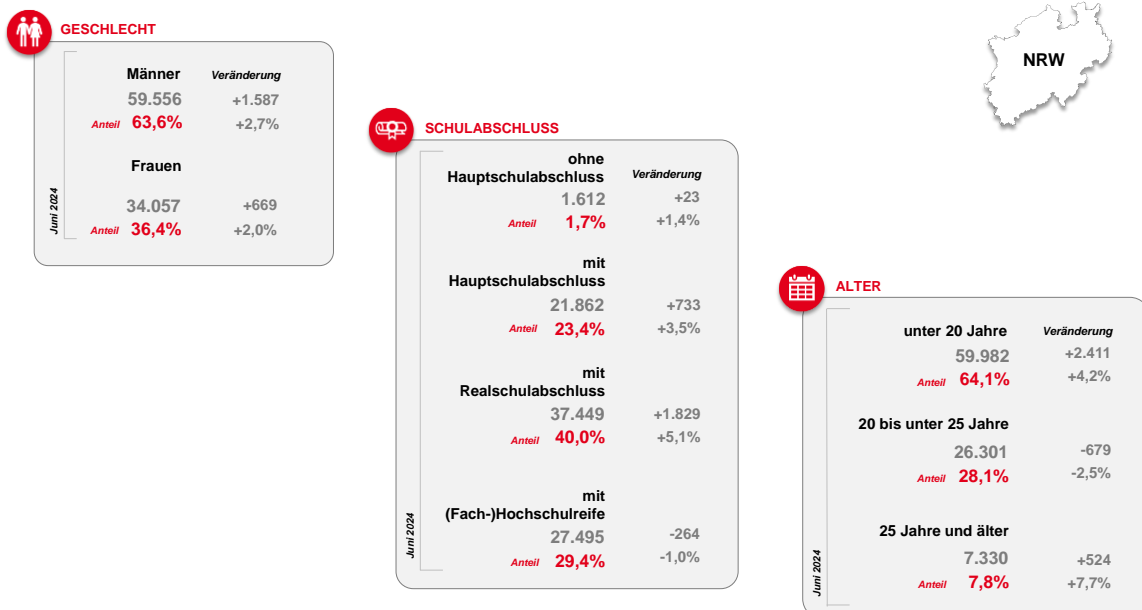 GESCHLECHT
Männer Veränderung
59.556 +1.587
Anteil 63,6% +2,7%
Frauen
34.057 +669
Anteil 36,4% +2,0%
Juni 2024
NRW
SCHULABSCHLUSS
ohne
Hauptschulabschluss Veränderung
1.612 +23
Anteil 1,7% +1,4%
mit
Hauptschulabschluss
21.862 +733
Anteil 23,4% +3,5%
mit
Realschulabschluss
37.449 +1.829
Anteil 40,0% +5,1%
mit
(Fach-)Hochschulreife
27.495 -264
Anteil 29,4% -1,0%
Juni 2024
ALTER
unter 20 Jahre Veränderung
59.982 +2.411
Anteil 64,1% +4,2%
20 bis unter 25 Jahre
26.301 -679
Anteil 28,1% -2,5%
25 Jahre und älter
7.330 +524
Anteil 7,8% +7,7%
Juni 2024